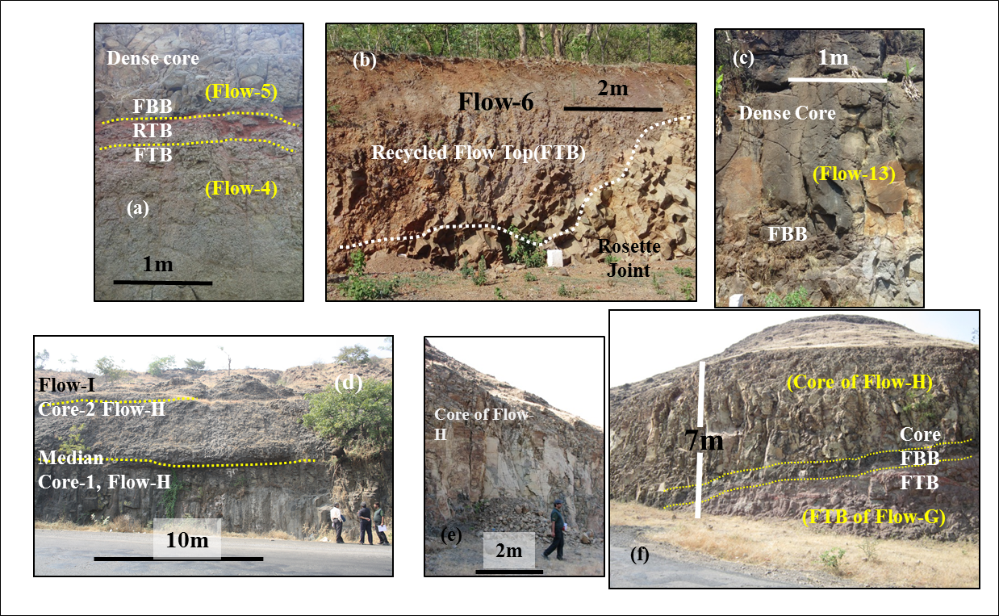 Dense core
(Flow-5)
FBB
RTB
FTB
(Flow-4)
(a)
1m
(b)
2m
Flow-6
Recycled Flow Top(FTB)
Rosette
Joint
(c)
1m
Dense Core
(Flow-13)
FBB
(d)
Flow-I
Core-2 Flow-H
Median
Core-1, Flow-H
10m
Core of Flow-
H
(e)
2m
(Core of Flow-H)
7m
Core
FBB
FTB
(FTB of Flow-G)
(f)